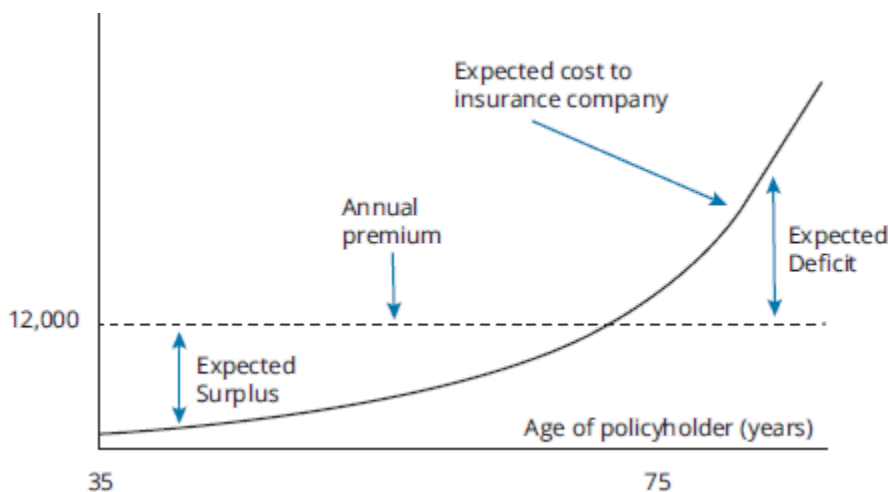 Expected cost to
insurance company
Annual
premium
Expected
Deficit
12,000
Expected
Surplus
Age of policyholder (years)
35
75